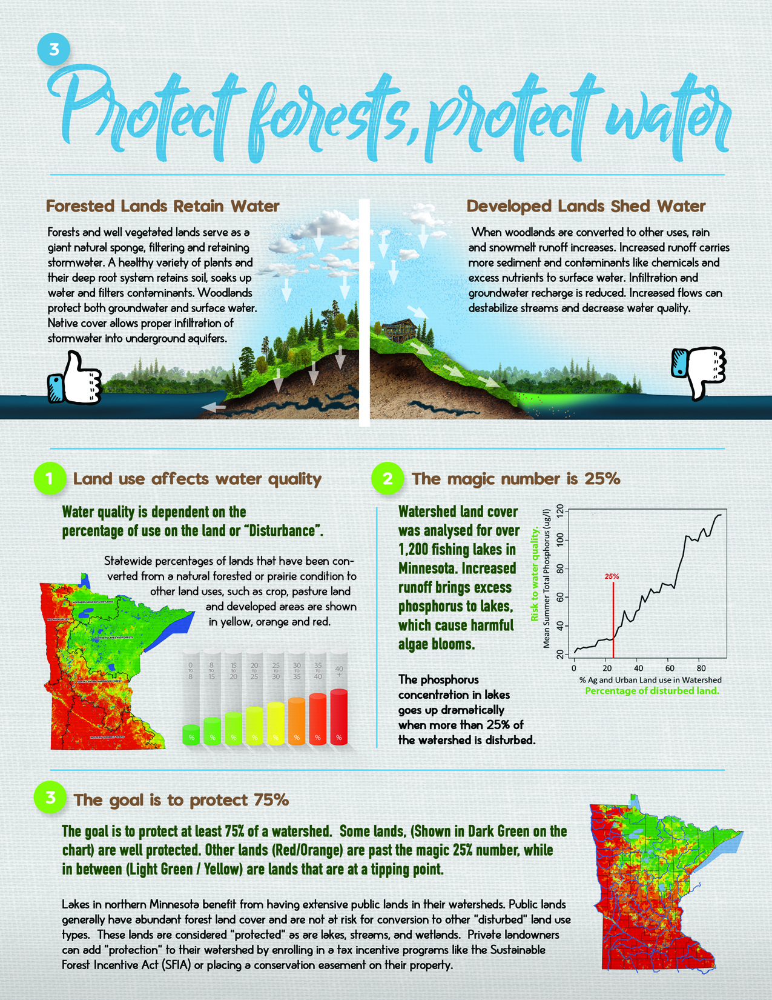 3
Protect forests, protect water
Forested Lands Retain Water
Forests and well vegetated lands serve as a
giant natural sponge, filtering and retaining
stormwater. A healthy variety of plants and
their deep root system retains soil, soaks up
water and filters contaminants. Woodlands
protect both groundwater and surface water.
Native cover allows proper infiltration of
stormwater into underground aquifers.
Developed Lands Shed Water
When woodlands are converted to other uses, rain
and snowmelt runoff increases. Increased runoff carries
more sediment and contaminants like chemicals and
excess nutrients to surface water. Infiltration and
groundwater recharge is reduced. Increased flows can
destabilize streams and decrease water quality.
1 Land use affects water quality
Water quality is dependent on the
percentage of use on the land or “Disturbance”.
Statewide percentages of lands that have been con-
verted from a natural forested or prairie condition to
other land uses, such as crop, pasture land
and developed areas are shown
in yellow, orange and red.
NORTHERN MINNESOTA WETLANDS
RED RIVER VALLEY
NORTHERN LAKES AND FORESTS
NORTH CENTRAL HARDWOOD FOREST
WESTERN CORNBELT PLAINS
0 TO 8
8 TO 15
15 TO 20
20 TO 25
25 TO 30
30 TO 35
35 TO 40
40 +
% % % % % % % %
2 The magic number is 25%
Watershed land cover
was analysed for over
1,200 fishing lakes in
Minnesota. Increased
runoff brings excess
phosphorus to lakes,
which cause harmful
algae blooms.
The phosphorus
concentration in lakes
goes up dramatically
when more than 25% of
the watershed is disturbed.
Risk to water quality.
Mean Summer Total Phosphorus (ug/l)
120
100
80
60
40
20
25%
0 20 40 60 80
% Ag and Urban Land use in Watershed
Percentage of disturbed land.
3 The goal is to protect 75%
The goal is to protect at least 75% of a watershed. Some lands, (Shown in Dark Green on the
chart) are well protected. Other lands (Red/Orange) are past the magic 25% number, while
in between (Light Green / Yellow) are lands that are at a tipping point.
Lakes in northern Minnesota benefit from having extensive public lands in their watersheds. Public lands
generally have abundant forest land cover and are not at risk for conversion to other "disturbed" land use
types. These lands are considered "protected" as are lakes, streams, and wetlands. Private landowners
can add "protection" to their watershed by enrolling in a tax incentive programs like the Sustainable
Forest Incentive Act (SFIA) or placing a conservation easement on their property.